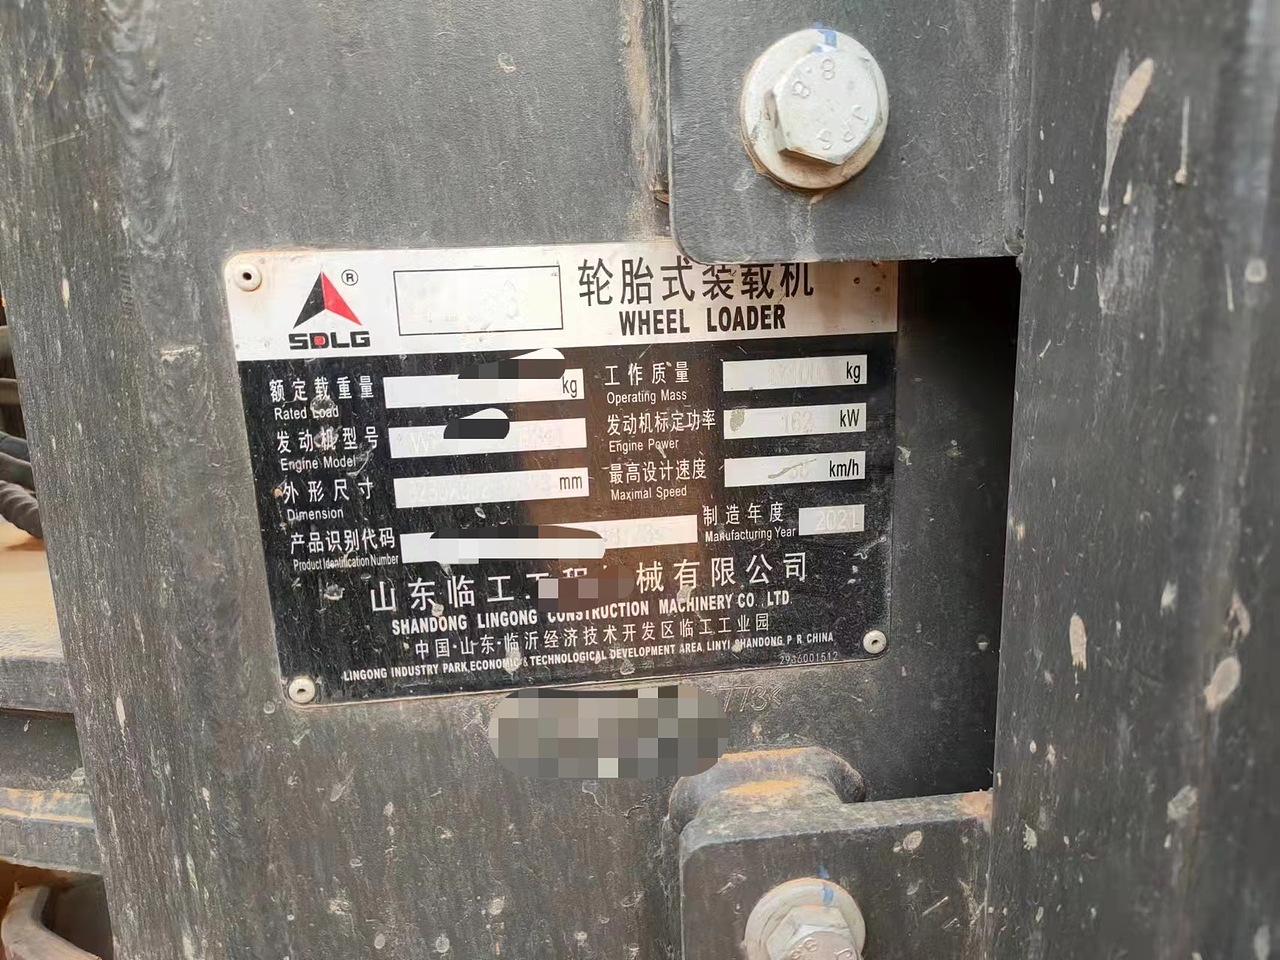 8.8
JPG
®
SDLG
轮胎式装载机
WHEEL LOADER
额定载重量 kg
Rated Load
工作质量 kg
Operating Mass
发动机型号
Engine Model
发动机标定功率 162 kW
Engine Power
外形尺寸 mm
Dimension
最高设计速度 km/h
Maximal Speed
产品识别代码
Product Identification Number
制造年度 2021
Manufacturing Year
山东临工工程 械有限公司
SHANDONG LINGONG CONSTRUCTION MACHINERY CO. LTD
中国·山东·临沂经济技术开发区临工工业园
LINGONG INDUSTRY PARK,ECONOMIC & TECHNOLOGICAL DEVELOPMENT AREA LINYI SHANDONG P R CHINA
2936001512